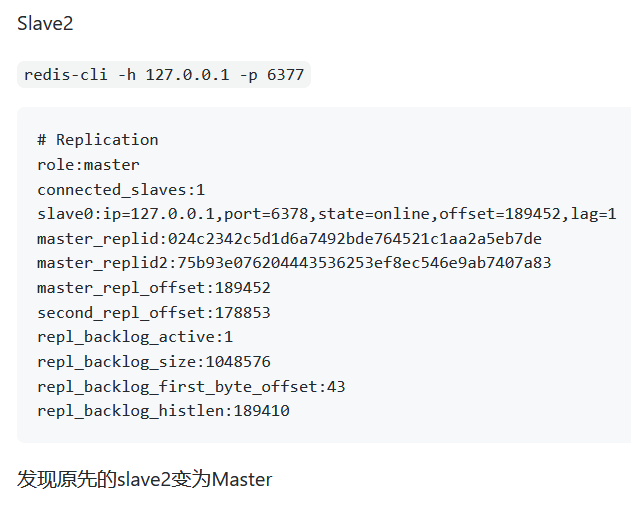 Slave2
redis-cli -h 127.0.0.1 -p 6377
# Replication
role:master
connected_slaves:1
slave0:ip=127.0.0.1,port=6378,state=online,offset=189452,lag=1
master_replid:024c2342c5d1d6a7492bde764521c1aa2a5eb7de
master_replid2:75b93e076204443536253ef8ec546e9ab7407a83
master_repl_offset:189452
second_repl_offset:178853
repl_backlog_active:1
repl_backlog_size:1048576
repl_backlog_first_byte_offset:43
repl_backlog_histlen:189410
发现原先的slave2变为Master